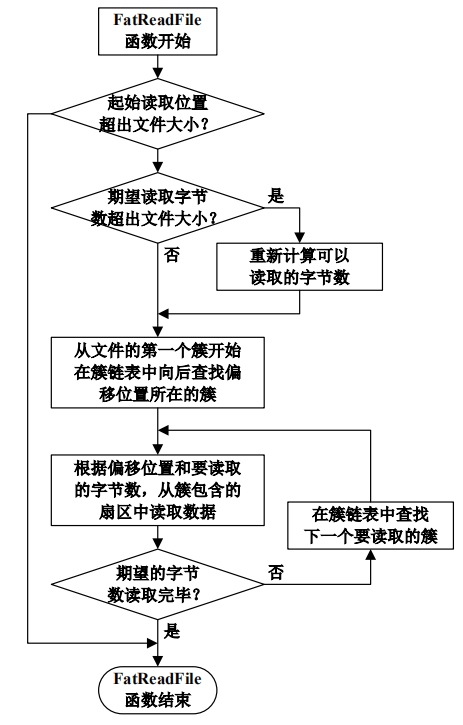 FatReadFile
函数开始
起始读取位置
超出文件大小？
期望读取字节
数超出文件大小？
是
否
重新计算可以
读取的字节数
从文件的第一个簇开始
在簇链表中向后查找偏
移位置所在的簇
根据偏移位置和要读取
的字节数，从簇包含的
扇区中读取数据
在簇链表中查找
下一个要读取的簇
期望的字节
数读取完毕？
否
是
FatReadFile
函数结束